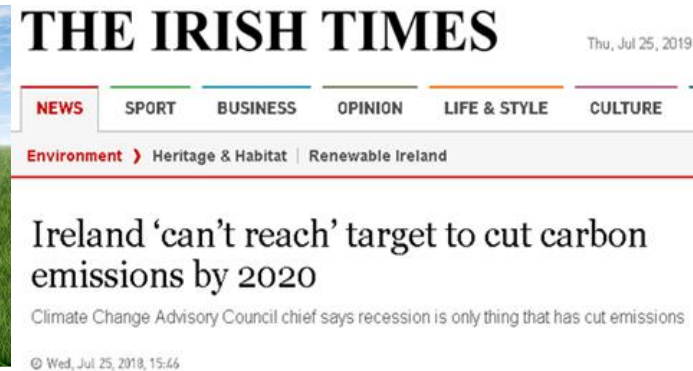 THE IRISH TIMES
Thu, Jul 25, 2019
NEWS SPORT BUSINESS OPINION LIFE & STYLE CULTURE
Environment ❯ Heritage & Habitat | Renewable Ireland
Ireland ‘can’t reach’ target to cut carbon
emissions by 2020
Climate Change Advisory Council chief says recession is only thing that has cut emissions
Wed, Jul 25, 2018, 15:46